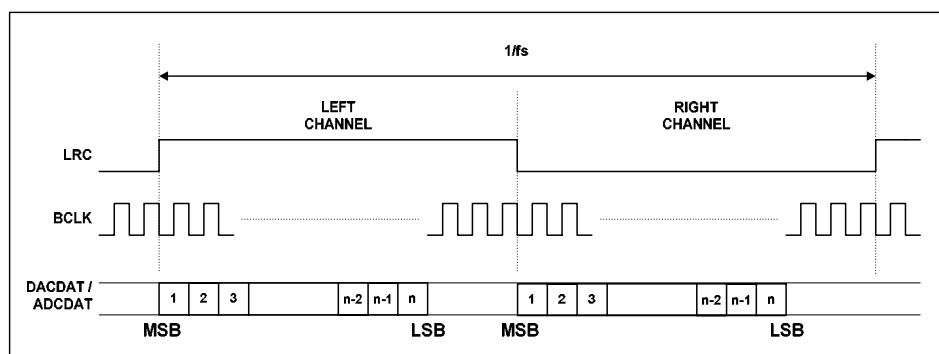 1/fs
LEFT
CHANNEL
RIGHT
CHANNEL
LRC
BCLK
DACDAT /
ADCDAT
1 2 3 n-2 n-1 n 1 2 3 n-2 n-1 n
MSB LSB MSB LSB